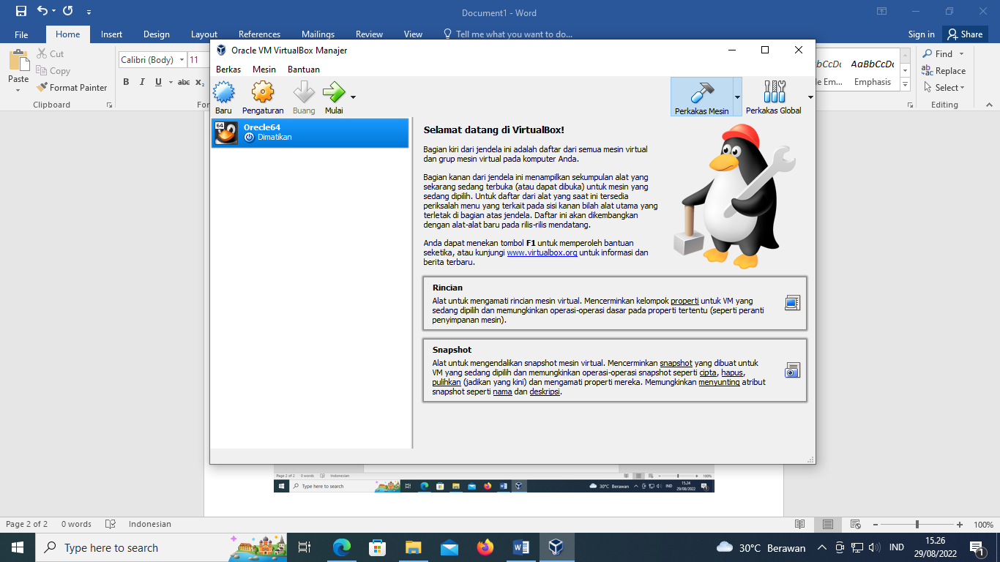 Document1 - Word
File Home Insert Design Layout References Mailings Review View Tell me what you want to do... Sign in Share
Paste
Cut
Copy
Format Painter
Clipboard
Calibri (Body) 11
B I U abc x₂
AaBbCcDc
Emphasis
Find
Replace
Select
Editing
Oracle VM VirtualBox Manajer
Berkas Mesin Bantuan
Baru Pengaturan Buang Mulai Perkakas Mesin Perkakas Global
64
Orecle64
Dimatikan
Selamat datang di VirtualBox!
Bagian kiri dari jendela ini adalah daftar dari semua mesin virtual
dan grup mesin virtual pada komputer Anda.
Bagian kanan dari jendela ini menampilkan sekumpulan alat yang
sekarang sedang terbuka (atau dapat dibuka) untuk mesin yang
sedang dipilih. Untuk daftar dari alat yang saat ini tersedia
periksalah menu yang terkait pada sisi kanan bilah alat utama yang
terletak di bagian atas jendela. Daftar ini akan dikembangkan
dengan alat-alat baru pada rilis-rilis mendatang.
Anda dapat menekan tombol F1 untuk memperoleh bantuan
seketika, atau kunjungi www.virtualbox.org untuk informasi dan
berita terbaru.
Rincian
Alat untuk mengamati rincian mesin virtual. Mencerminkan kelompok properti untuk VM yang
sedang dipilih dan memungkinkan operasi-operasi dasar pada properti tertentu (seperti peranti
penyimpanan mesin).
Snapshot
Alat untuk mengendalikan snapshot mesin virtual. Mencerminkan snapshot yang dibuat untuk
VM yang sedang dipilih dan memungkinkan operasi-operasi snapshot seperti cipta, hapus,
pulihkan (jadikan yang kini) dan mengamati properti mereka. Memungkinkan menyunting atribut
snapshot seperti nama dan deskripsi.
Page 2 of 2 0 words Indonesian 100%
Type here to search 30°C Berawan IND 15.24
29/08/2022
Page 2 of 2 0 words Indonesian 100%
Type here to search 30°C Berawan IND 15.26
29/08/2022 1